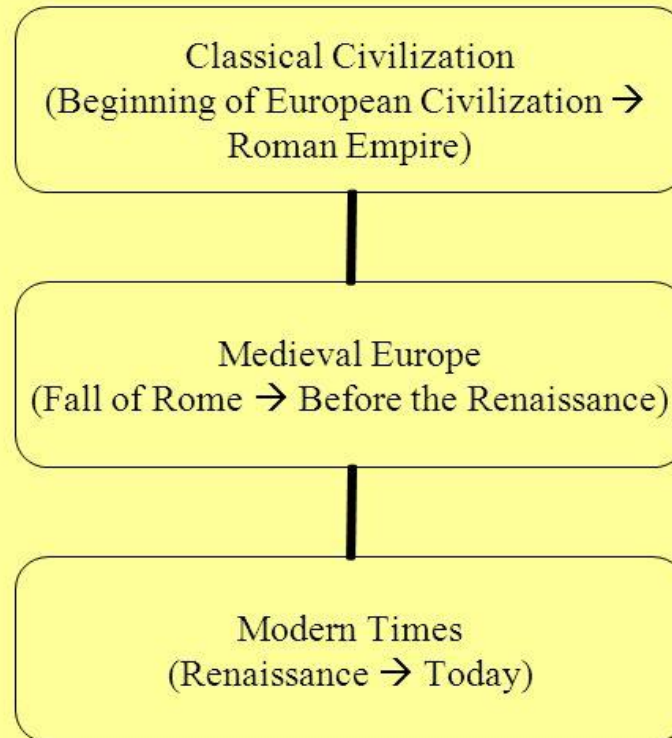 Classical Civilization
(Beginning of European Civilization →
Roman Empire)
Medieval Europe
(Fall of Rome → Before the Renaissance)
Modern Times
(Renaissance → Today)